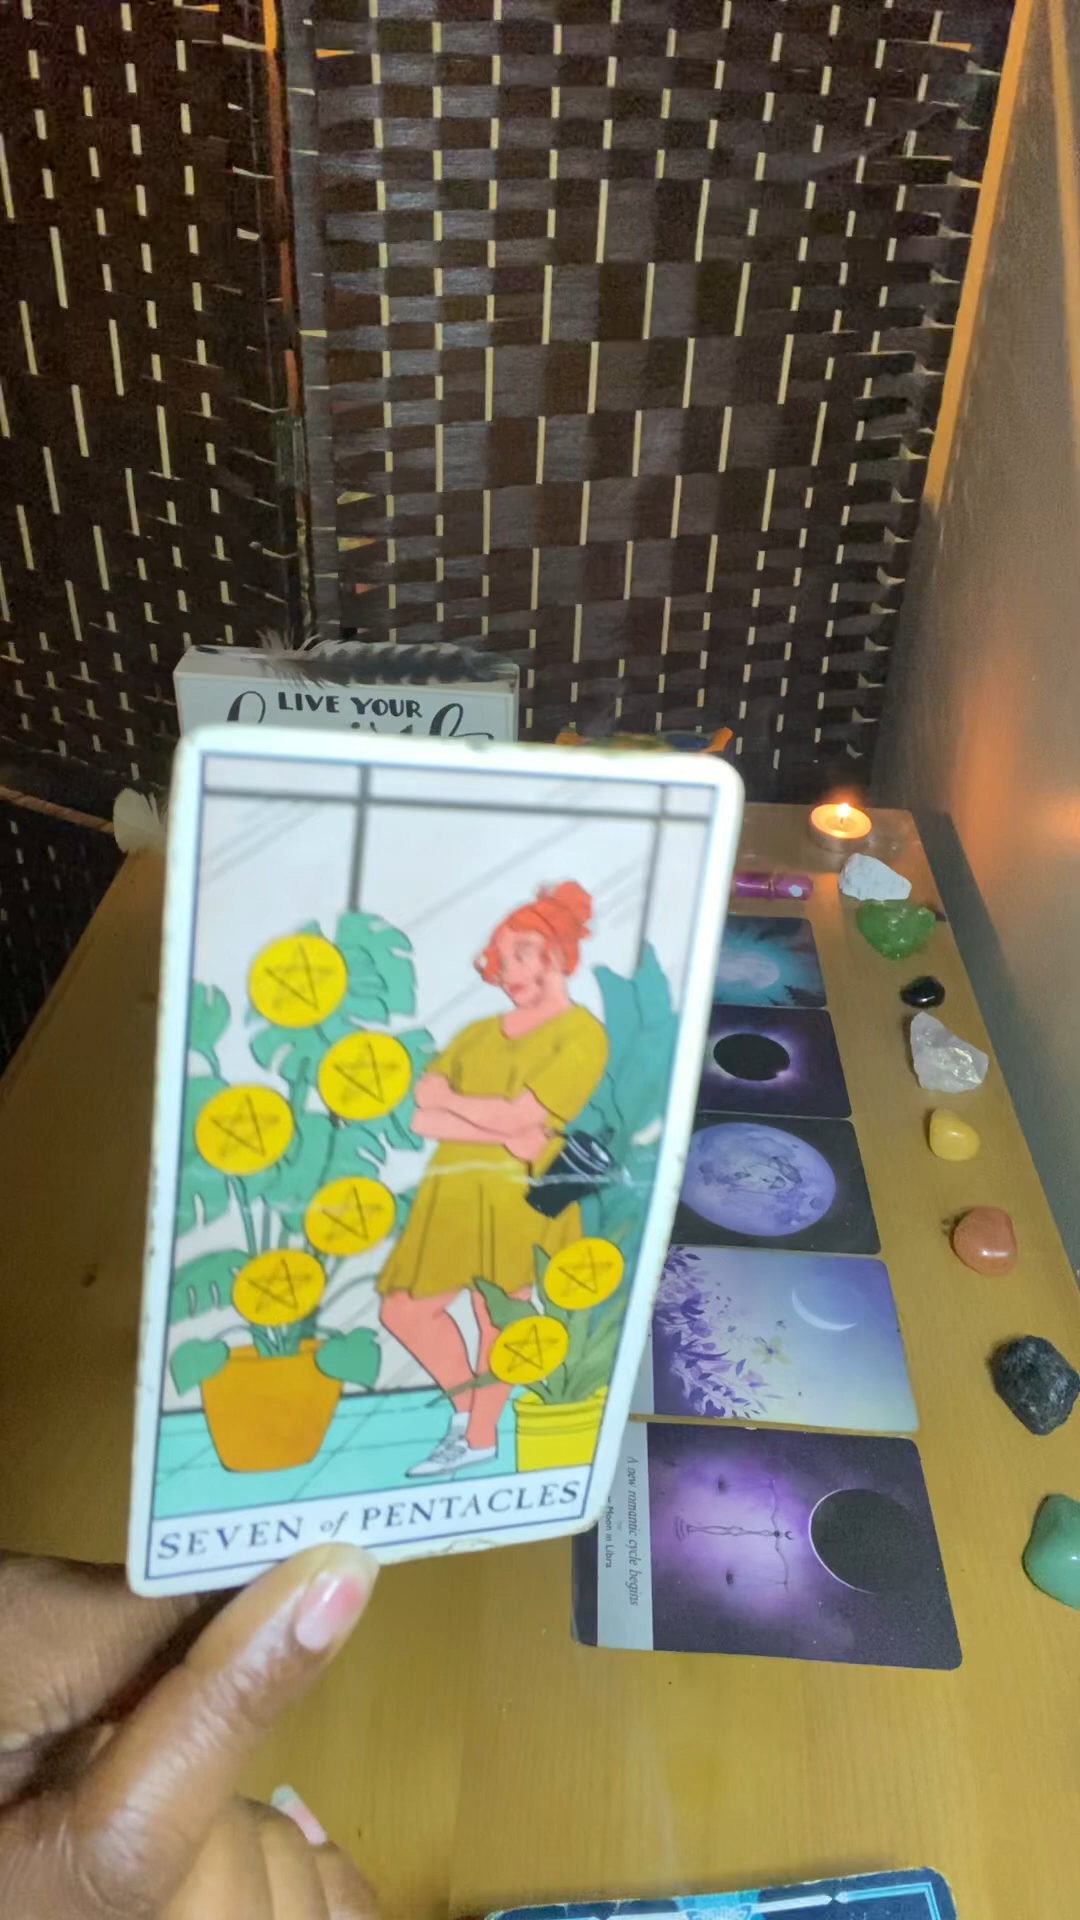 LIVE YOUR
SEVEN of PENTACLES
A new romantic cycle begins
— Moon in Libra